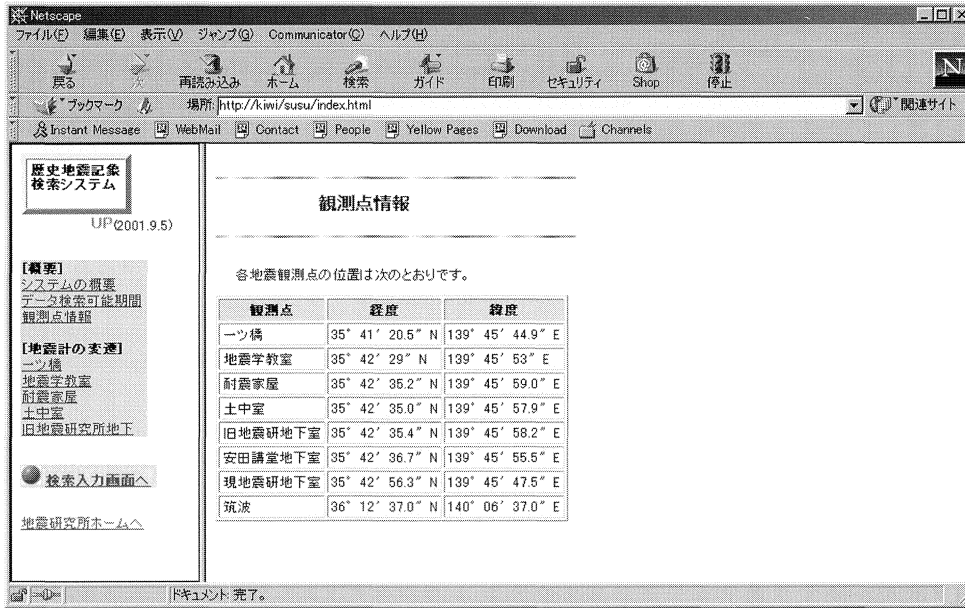 Netscape
ファイル(F) 編集(E) 表示(V) ジャンプ(G) Communicator(C) ヘルプ(H)
戻る 再読み込み ホーム 検索 ガイド 印刷 セキュリティ Shop 停止
N
ブックマーク 場所: http://kiwi/susu/index.html 関連サイト
Instant Message WebMail Contact People Yellow Pages Download Channels
歴史地震記象
検索システム
UP(2001.9.5)
[概要]
システムの概要
データ検索可能期間
観測点情報
[地震計の変遷]
一ツ橋
地震学教室
耐震家屋
土中室
旧地震研究所地下
検索入力画面へ
地震研究所ホームへ
観測点情報
各地震観測点の位置は次のとおりです。
観測点 経度 緯度
一ツ橋 35° 41′ 20.5″ N 139° 45′ 44.9″ E
地震学教室 35° 42′ 29″ N 139° 45′ 53″ E
耐震家屋 35° 42′ 35.2″ N 139° 45′ 59.0″ E
土中室 35° 42′ 35.0″ N 139° 45′ 57.9″ E
旧地震研地下室 35° 42′ 35.4″ N 139° 45′ 58.2″ E
安田講堂地下室 35° 42′ 36.7″ N 139° 45′ 55.5″ E
現地震研地下室 35° 42′ 56.3″ N 139° 45′ 47.5″ E
筑波 36° 12′ 37.0″ N 140° 06′ 37.0″ E
ドキュメント: 完了。